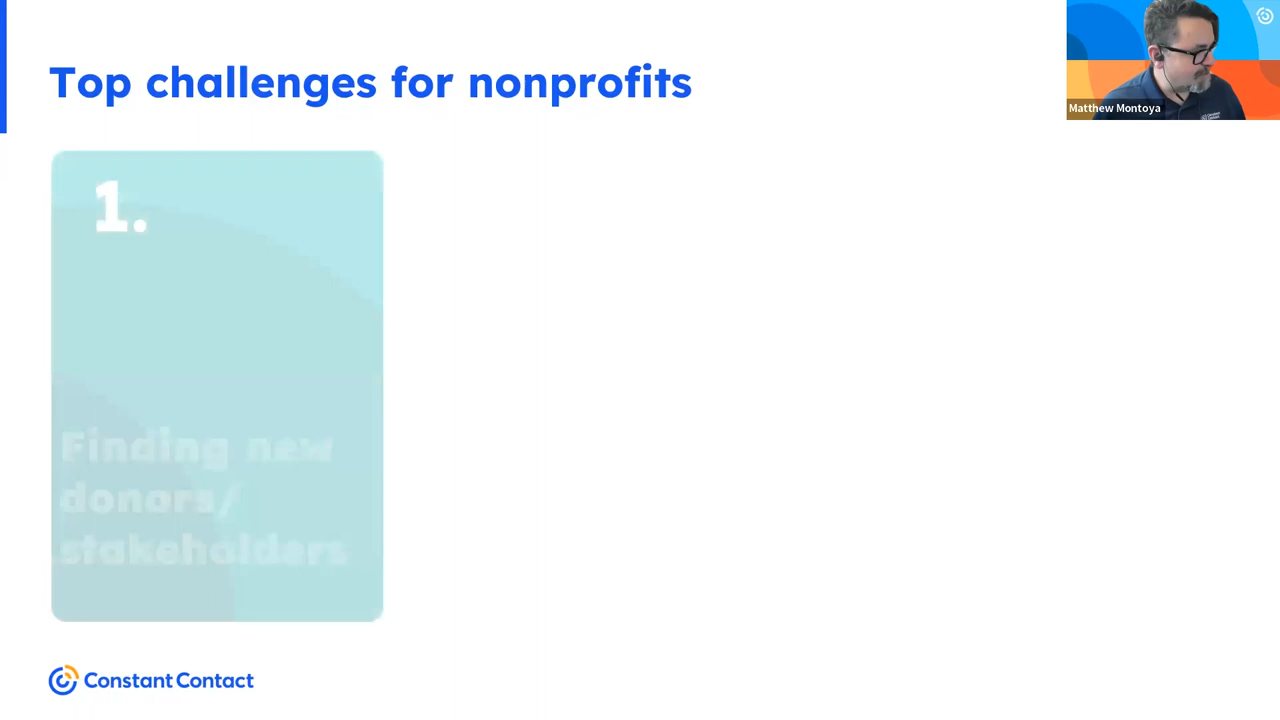 Top challenges for nonprofits
Matthew Montoya
1.
Finding new
donors/
stakeholders
Constant Contact